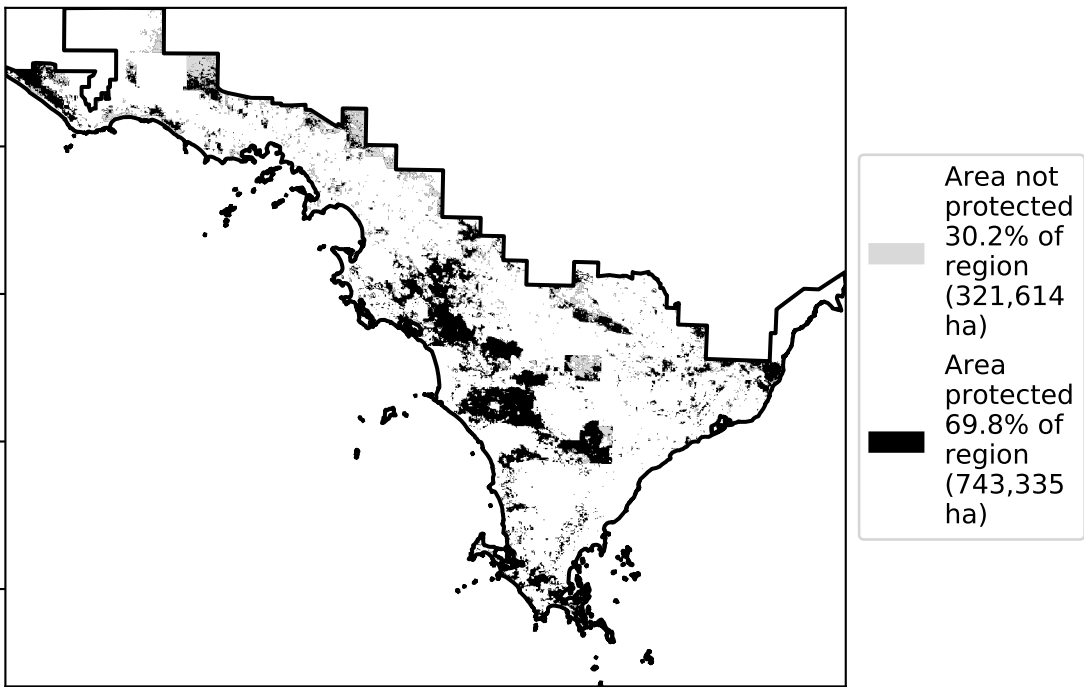 Area not
protected
30.2% of
region
(321,614
ha)
Area
protected
69.8% of
region
(743,335
ha)